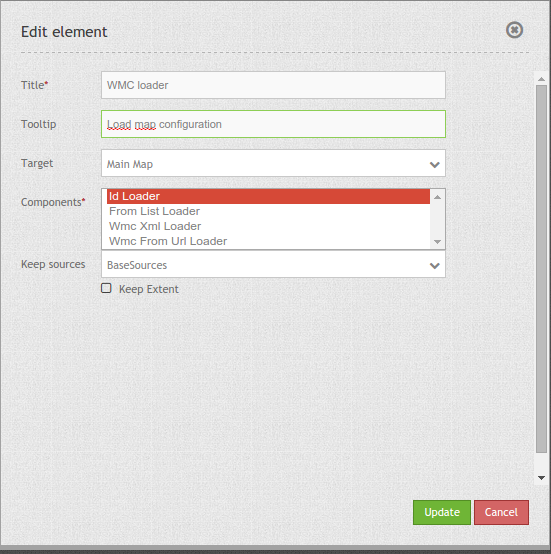 Edit element
Title* WMC loader
Tooltip Load map configuration
Target Main Map
Components* Id Loader
From List Loader
Wmc Xml Loader
Wmc From Url Loader
Keep sources BaseSources
Keep Extent
Update Cancel